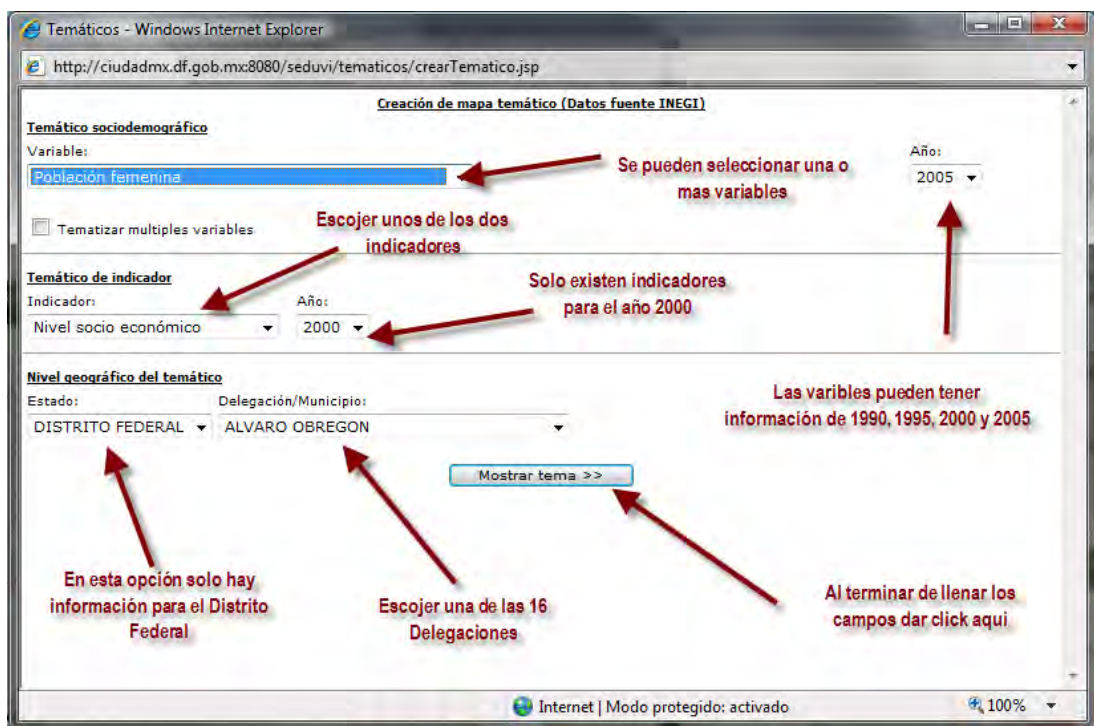 Temáticos - Windows Internet Explorer
http://ciudadmx.df.gob.mx:8080/seduvi/tematicos/crearTematico.jsp
Creación de mapa temático (Datos fuente INEGI)
Temático sociodemográfico
Variable:
Año:
Población femenina
2005
Se pueden seleccionar una o
mas variables
Tematizar multiples variables
Escojer unos de los dos
indicadores
Temático de indicador
Indicador:
Año:
Nivel socio económico
2000
Solo existen indicadores
para el año 2000
Nivel geográfico del temático
Estado:
Delegación/Municipio:
DISTRITO FEDERAL
ALVARO OBREGON
Las varibles pueden tener
información de 1990, 1995, 2000 y 2005
Mostrar tema >>
En esta opción solo hay
información para el Distrito
Federal
Escojer una de las 16
Delegaciones
Al terminar de llenar los
campos dar click aqui
Internet | Modo protegido: activado
100%